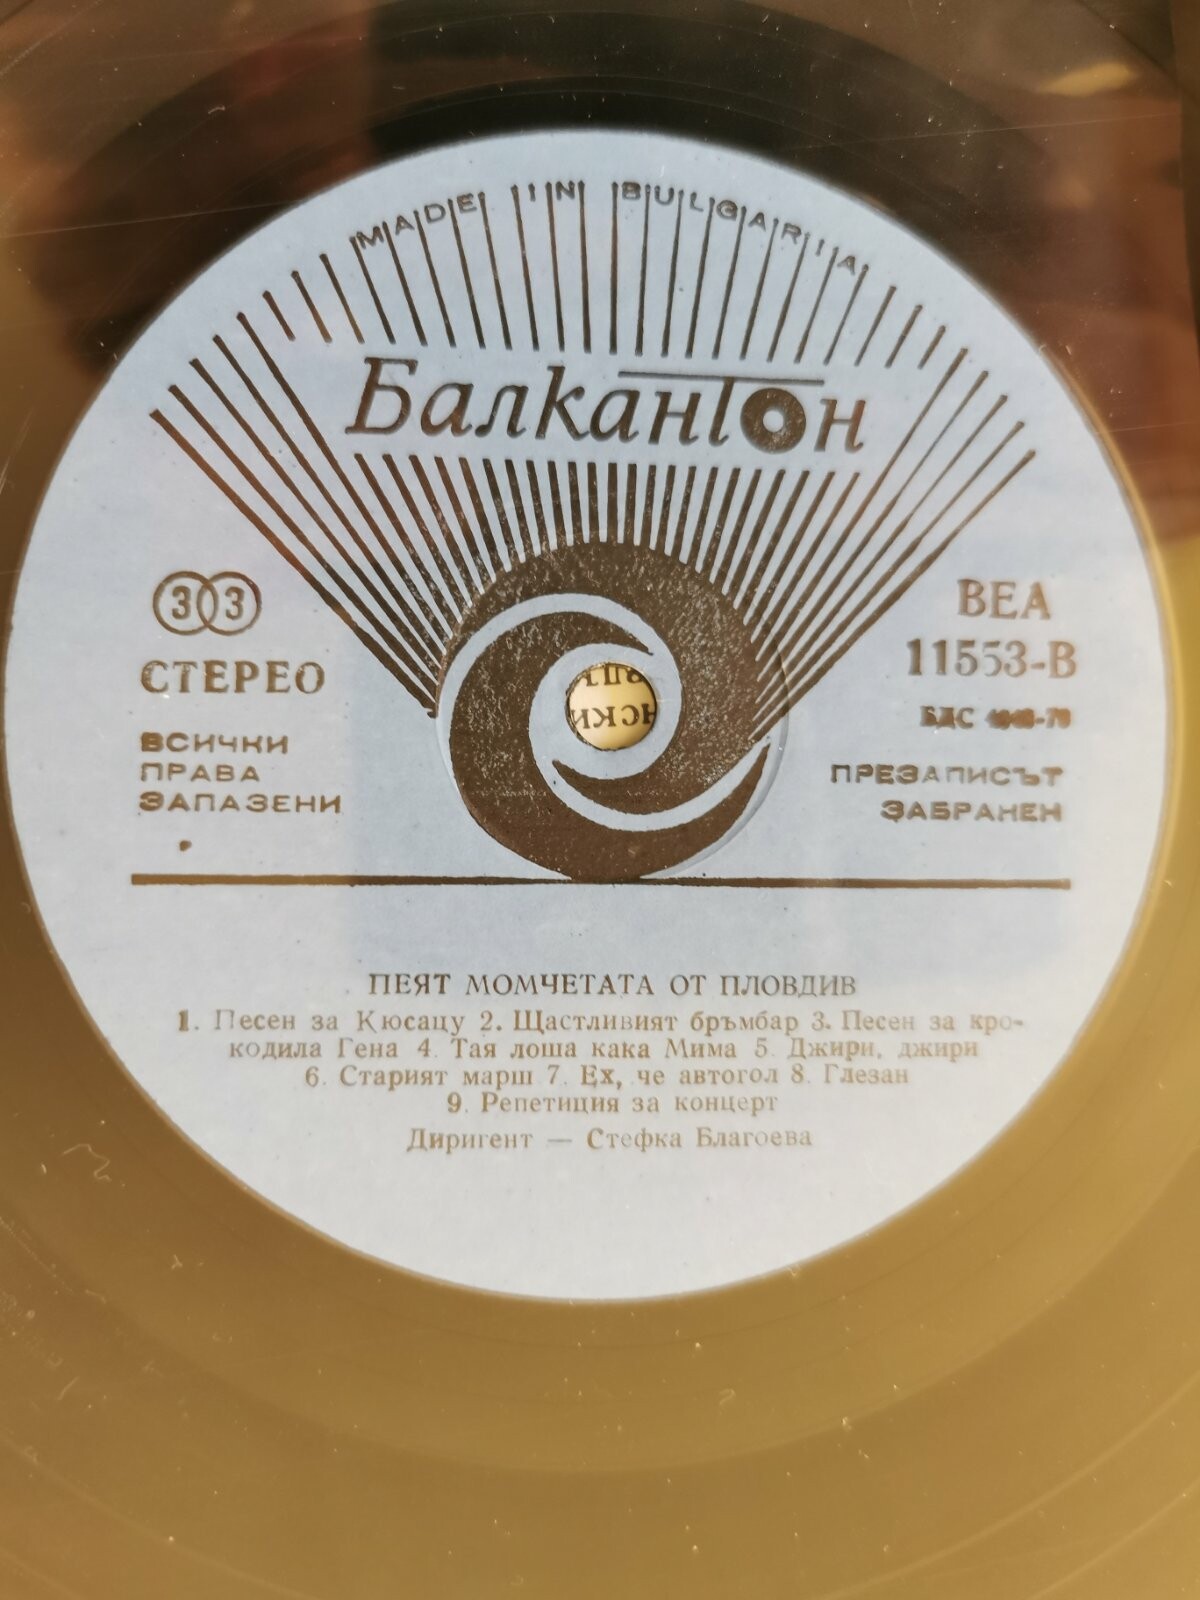 MADE IN BULGARIA
Балкантон
33
СТЕРЕО
ВСИЧКИ
ПРАВА
ЗАПАЗЕНИ
ВЕА
11553-В
БДС
ПРЕЗАПИСЪТ
ЗАБРАНЕН
ПЕЯТ МОМЧЕТАТА ОТ ПЛОВДИВ
1. Песен за Кюсацу 2. Щастливият бръмбар 3. Песен за кро-
кодила Гена 4. Тая лоша кака Мима 5. Джири, джири
6. Старият марш 7. Ех, че автогол 8. Глезан
9. Репетиция за концерт
Диригент — Стефка Благоева